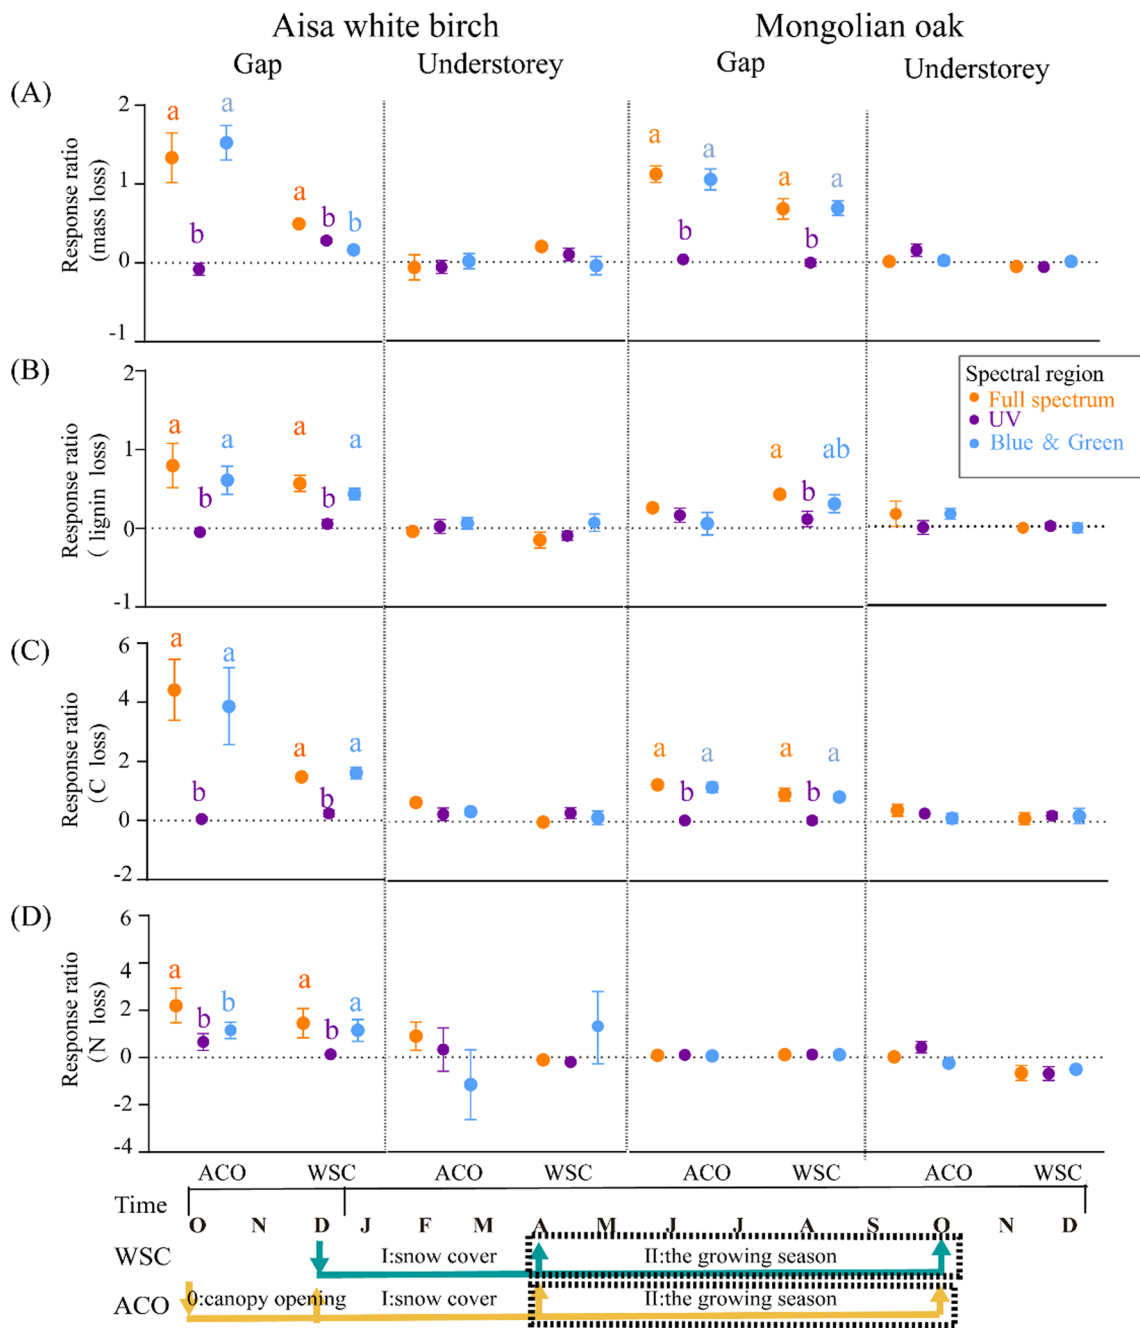 Aisa white birch Mongolian oak
Gap Understorey Gap Understorey
(A)
Response ratio
(mass loss)
2
1
0
-1
a a a b b b
a a a a b b
(B)
Response ratio
( lignin loss)
2
1
0
-1
a a a a b b
a ab b
Spectral region
Full spectrum
UV
Blue & Green
(C)
Response ratio
(C loss)
6
4
2
0
-2
a a a a b b
a a a a b b
(D)
Response ratio
(N loss)
6
4
2
0
-2
-4
a b b a a b
ACO WSC ACO WSC ACO WSC ACO WSC
Time
O N D J F M A M J J A S O N D
WSC I:snow cover II:the growing season
ACO 0:canopy opening I:snow cover II:the growing season